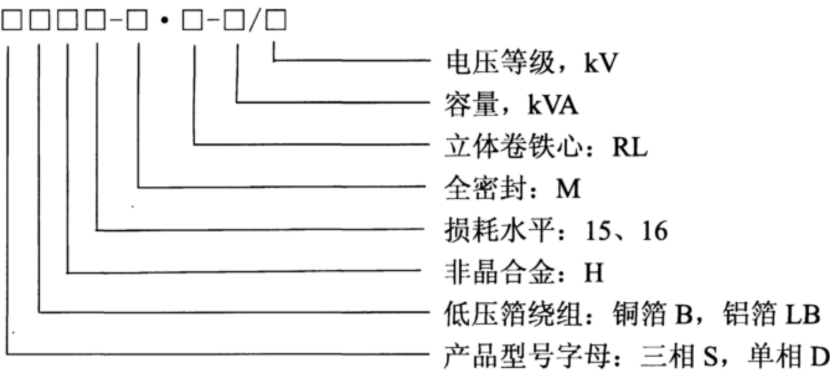 □□□□-□·□-□/□
电压等级，kV
容量，kVA
立体卷铁心：RL
全密封：M
损耗水平：15、16
非晶合金：H
低压箔绕组：铜箔 B，铝箔 LB
产品型号字母：三相 S，单相 D